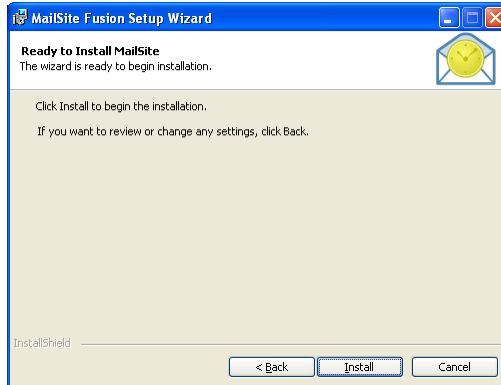 MailSite Fusion Setup Wizard
Ready to Install MailSite
The wizard is ready to begin installation.
Click Install to begin the installation.
If you want to review or change any settings, click Back.
InstallShield
< Back
Install
Cancel